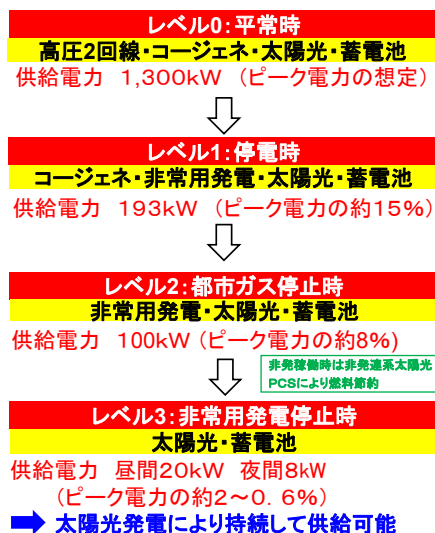 レベル0:平常時
高圧2回線・コージェネ・太陽光・蓄電池
供給電力 1,300kW (ピーク電力の想定)
レベル1:停電時
コージェネ・非常用発電・太陽光・蓄電池
供給電力 193kW (ピーク電力の約15%)
レベル2:都市ガス停止時
非常用発電・太陽光・蓄電池
供給電力 100kW (ピーク電力の約8%)
非発稼働時は非発連系太陽光
PCSにより燃料節約
レベル3:非常用発電停止時
太陽光・蓄電池
供給電力 昼間20kW 夜間8kW
(ピーク電力の約2~0.6%)
太陽光発電により持続して供給可能